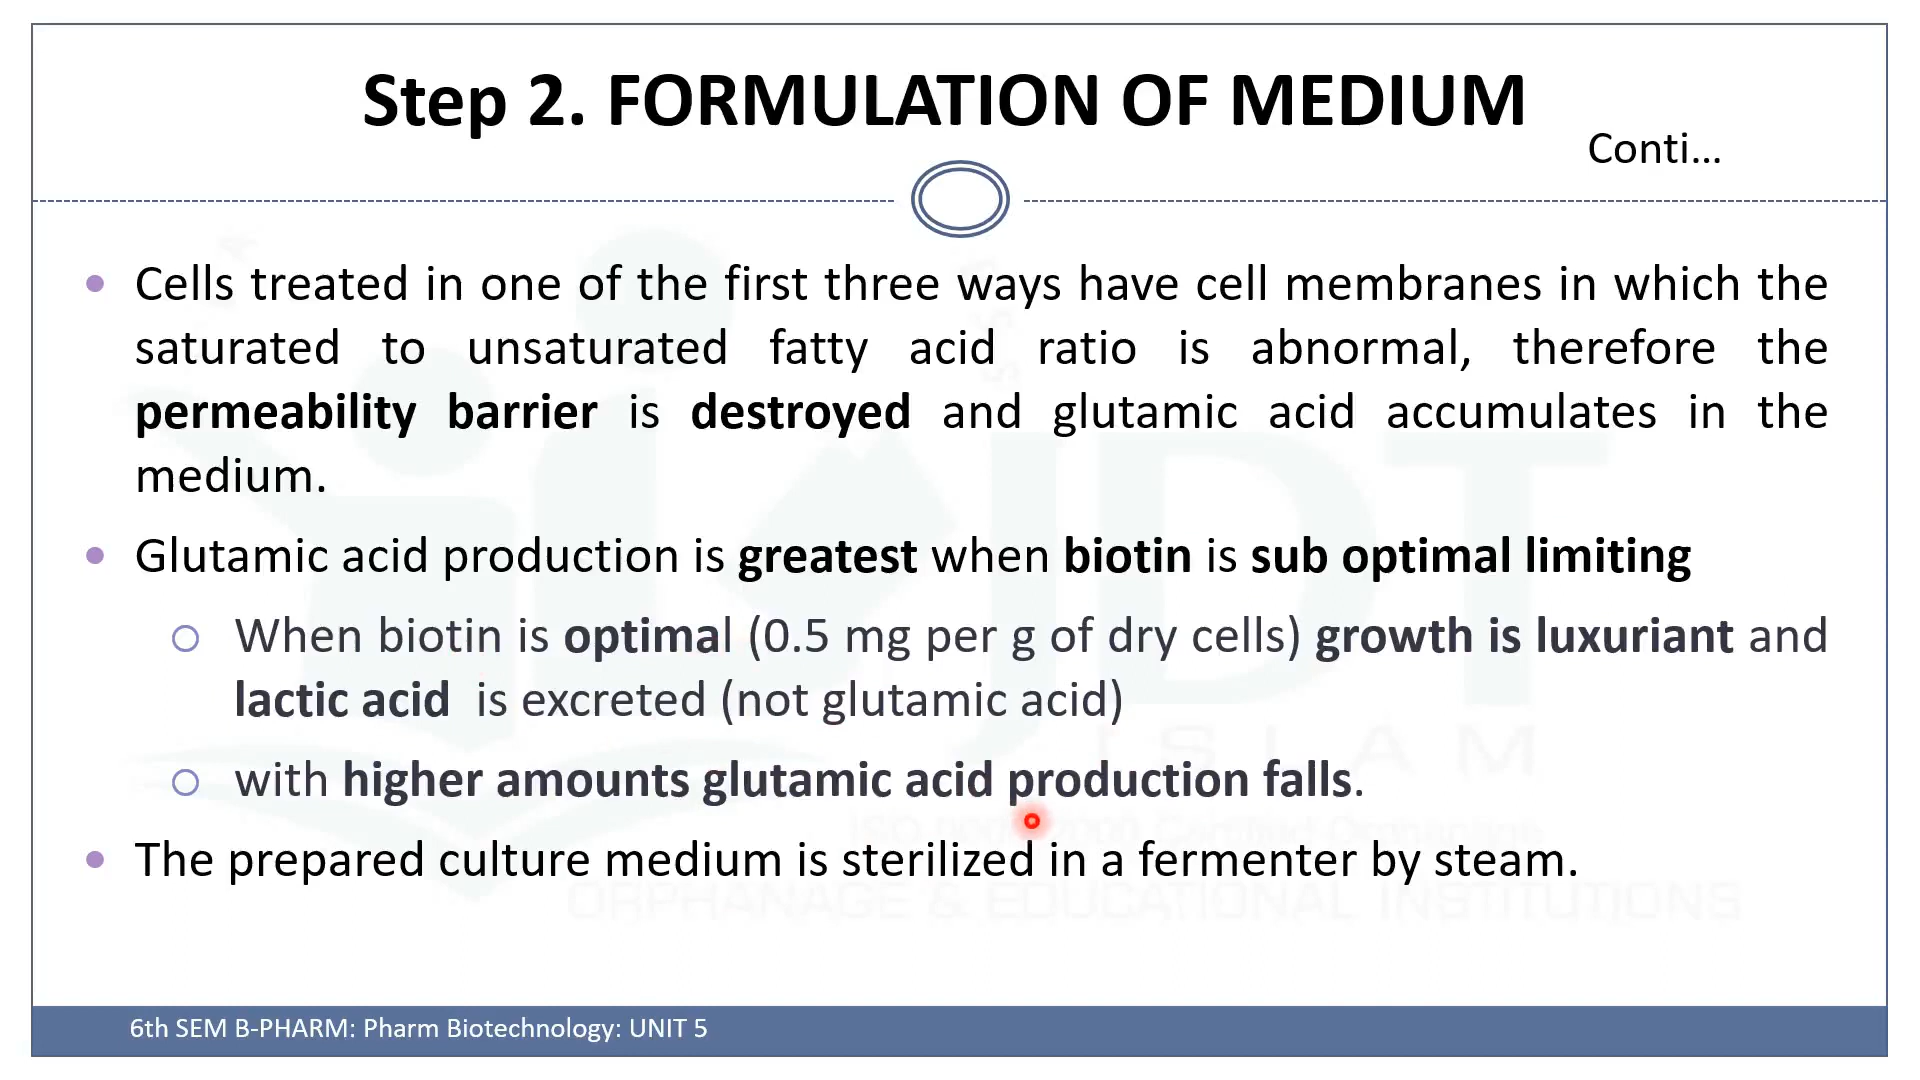 Step 2. FORMULATION OF MEDIUM
Conti...
Cells treated in one of the first three ways have cell membranes in which the
saturated to unsaturated fatty acid ratio is abnormal, therefore the
permeability barrier is destroyed and glutamic acid accumulates in the
medium.
Glutamic acid production is greatest when biotin is sub optimal limiting
When biotin is optimal (0.5 mg per g of dry cells) growth is luxuriant and
lactic acid is excreted (not glutamic acid)
with higher amounts glutamic acid production falls.
The prepared culture medium is sterilized in a fermenter by steam.
JDT
ISLAM
ORPHANAGE & EDUCATIONAL INSTITUTIONS
6th SEM B-PHARM: Pharm Biotechnology: UNIT 5